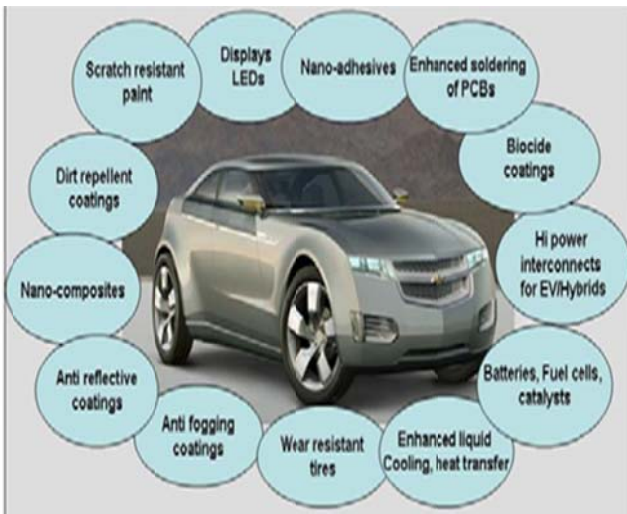 Displays
LEDs
Nano-adhesives
Enhanced soldering
of PCBs
Biocide
coatings
Hi power
interconnects
for EV/Hybrids
Batteries, Fuel cells,
catalysts
Enhanced liquid
Cooling, heat transfer
Wear resistant
tires
Anti fogging
coatings
Anti reflective
coatings
Nano-composites
Dirt repellent
coatings
Scratch resistant
paint